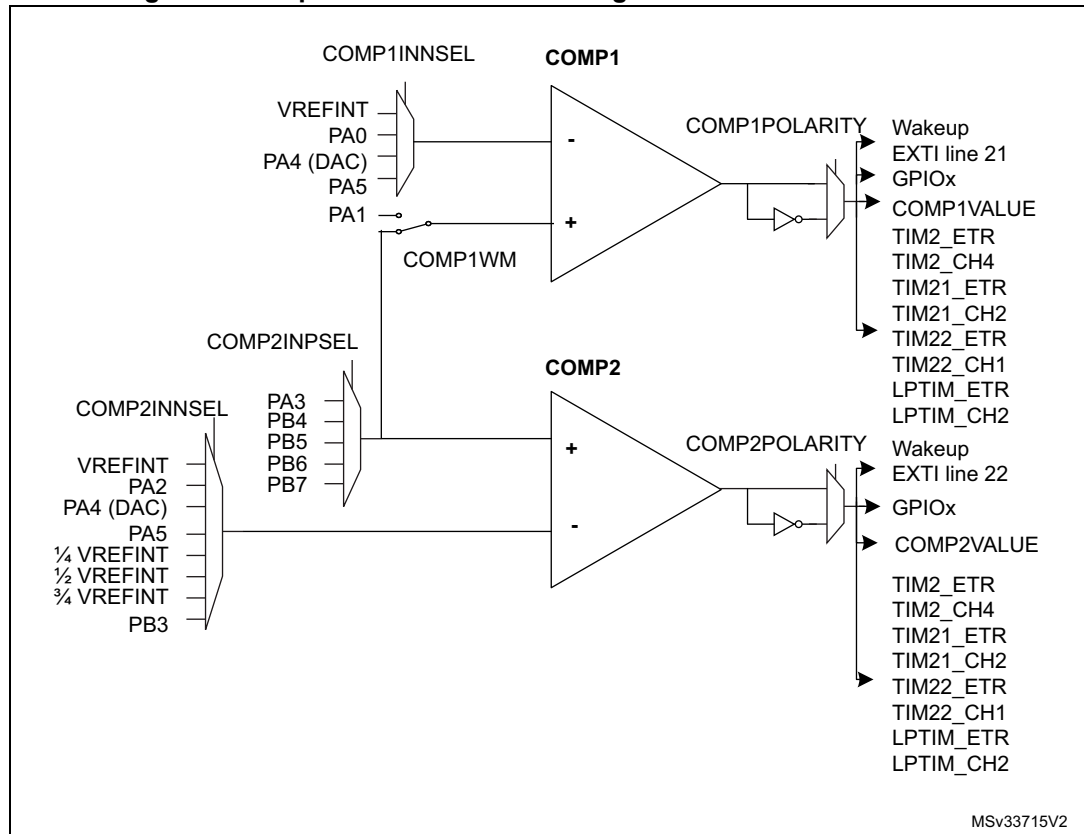 COMP1INNSEL
COMP1
VREFINT
PA0
PA4 (DAC)
PA5
PA1
COMP1WM
-
+
COMP1POLARITY
Wakeup
EXTI line 21
GPIOx
COMP1VALUE
TIM2_ETR
TIM2_CH4
TIM21_ETR
TIM21_CH2
TIM22_ETR
TIM22_CH1
LPTIM_ETR
LPTIM_CH2
COMP2INPSEL
COMP2
PA3
PB4
PB5
PB6
PB7
COMP2INNSEL
VREFINT
PA2
PA4 (DAC)
PA5
¼ VREFINT
½ VREFINT
¾ VREFINT
PB3
+
-
COMP2POLARITY
Wakeup
EXTI line 22
GPIOx
COMP2VALUE
TIM2_ETR
TIM2_CH4
TIM21_ETR
TIM21_CH2
TIM22_ETR
TIM22_CH1
LPTIM_ETR
LPTIM_CH2
MSv33715V2